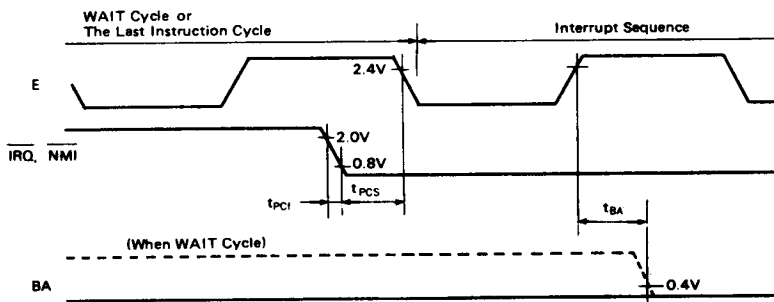 WAIT Cycle or
The Last Instruction Cycle
Interrupt Sequence
E
2.4V
IRQ, NMI
2.0V
0.8V
tPCf
tPCS
tBA
(When WAIT Cycle)
BA
0.4V